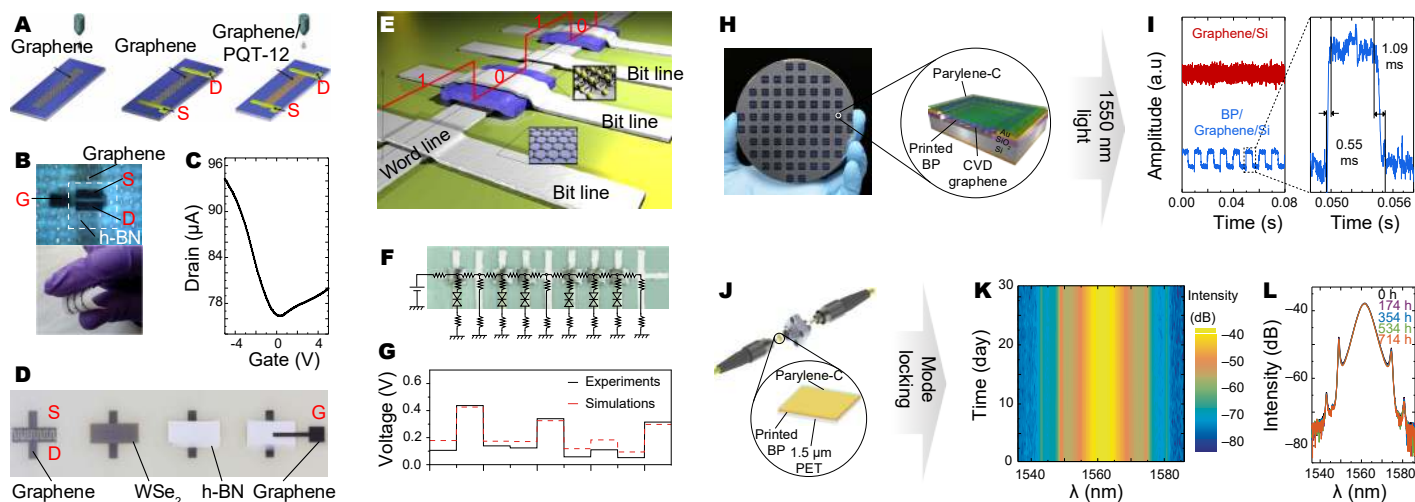 A
Graphene
Graphene
Graphene/
PQT-12
D
S
D
S
B
Graphene
S
G
D
h-BN
C
96
90
84
78
Drain (µA)
-4
0
4
Gate (V)
D
S
D
G
Graphene
WSe2
h-BN
Graphene
E
1
0
1
0
Bit line
Bit line
Bit line
Word line
F
G
0.6
0.4
0.2
0.0
Voltage (V)
Experiments
Simulations
H
Parylene-C
Au
SiO2
Si
Printed
BP
CVD
graphene
1550 nm
light
I
Graphene/Si
BP/
Graphene/Si
Amplitude (a.u)
0.00
0.04
0.08
Time (s)
1.09
ms
0.55
ms
0.050
0.056
Time (s)
J
Parylene-C
Printed
BP
1.5 µm
PET
Mode
locking
K
30
20
10
0
Time (day)
1540
1560
1580
λ (nm)
Intensity
(dB)
−40
−50
−60
−70
−80
L
0 h
174 h
354 h
534 h
714 h
−40
−60
−80
Intensity (dB)
1540
1560
1580
λ (nm)